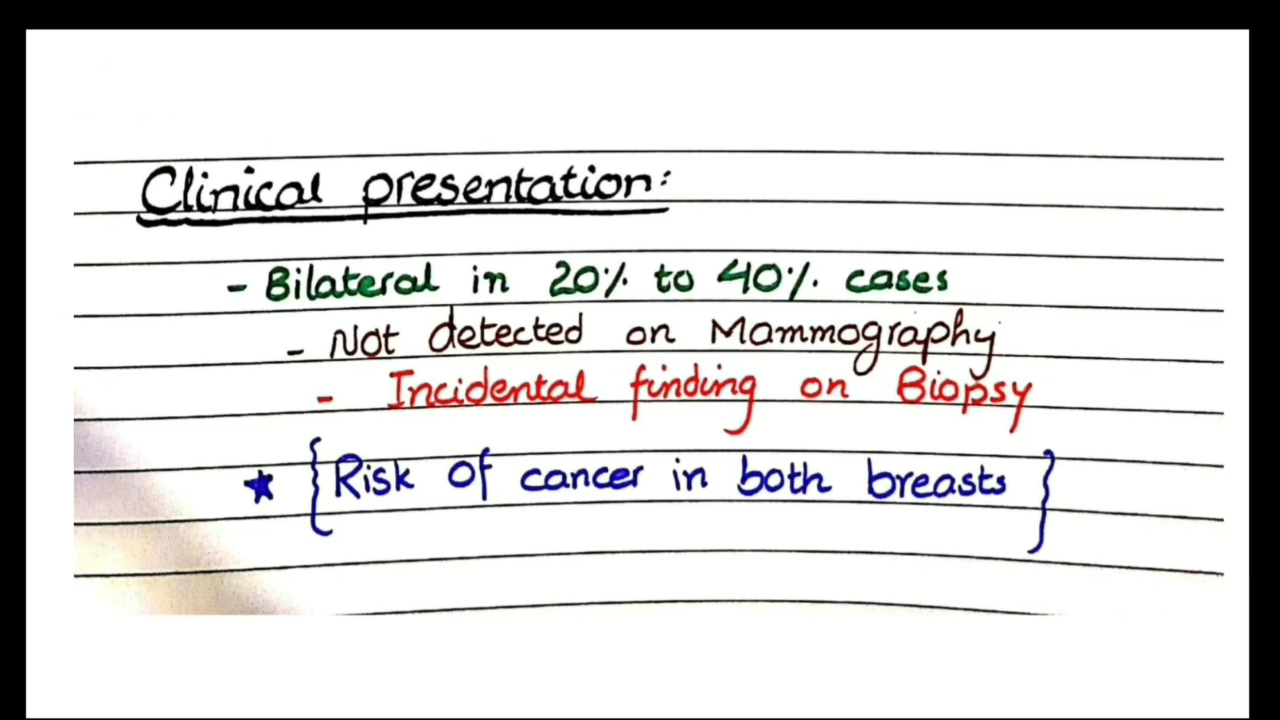 Clinical presentation:
- Bilateral in 20% to 40% cases
- Not detected on Mammography
- Incidental finding on Biopsy
★ {Risk of cancer in both breasts}